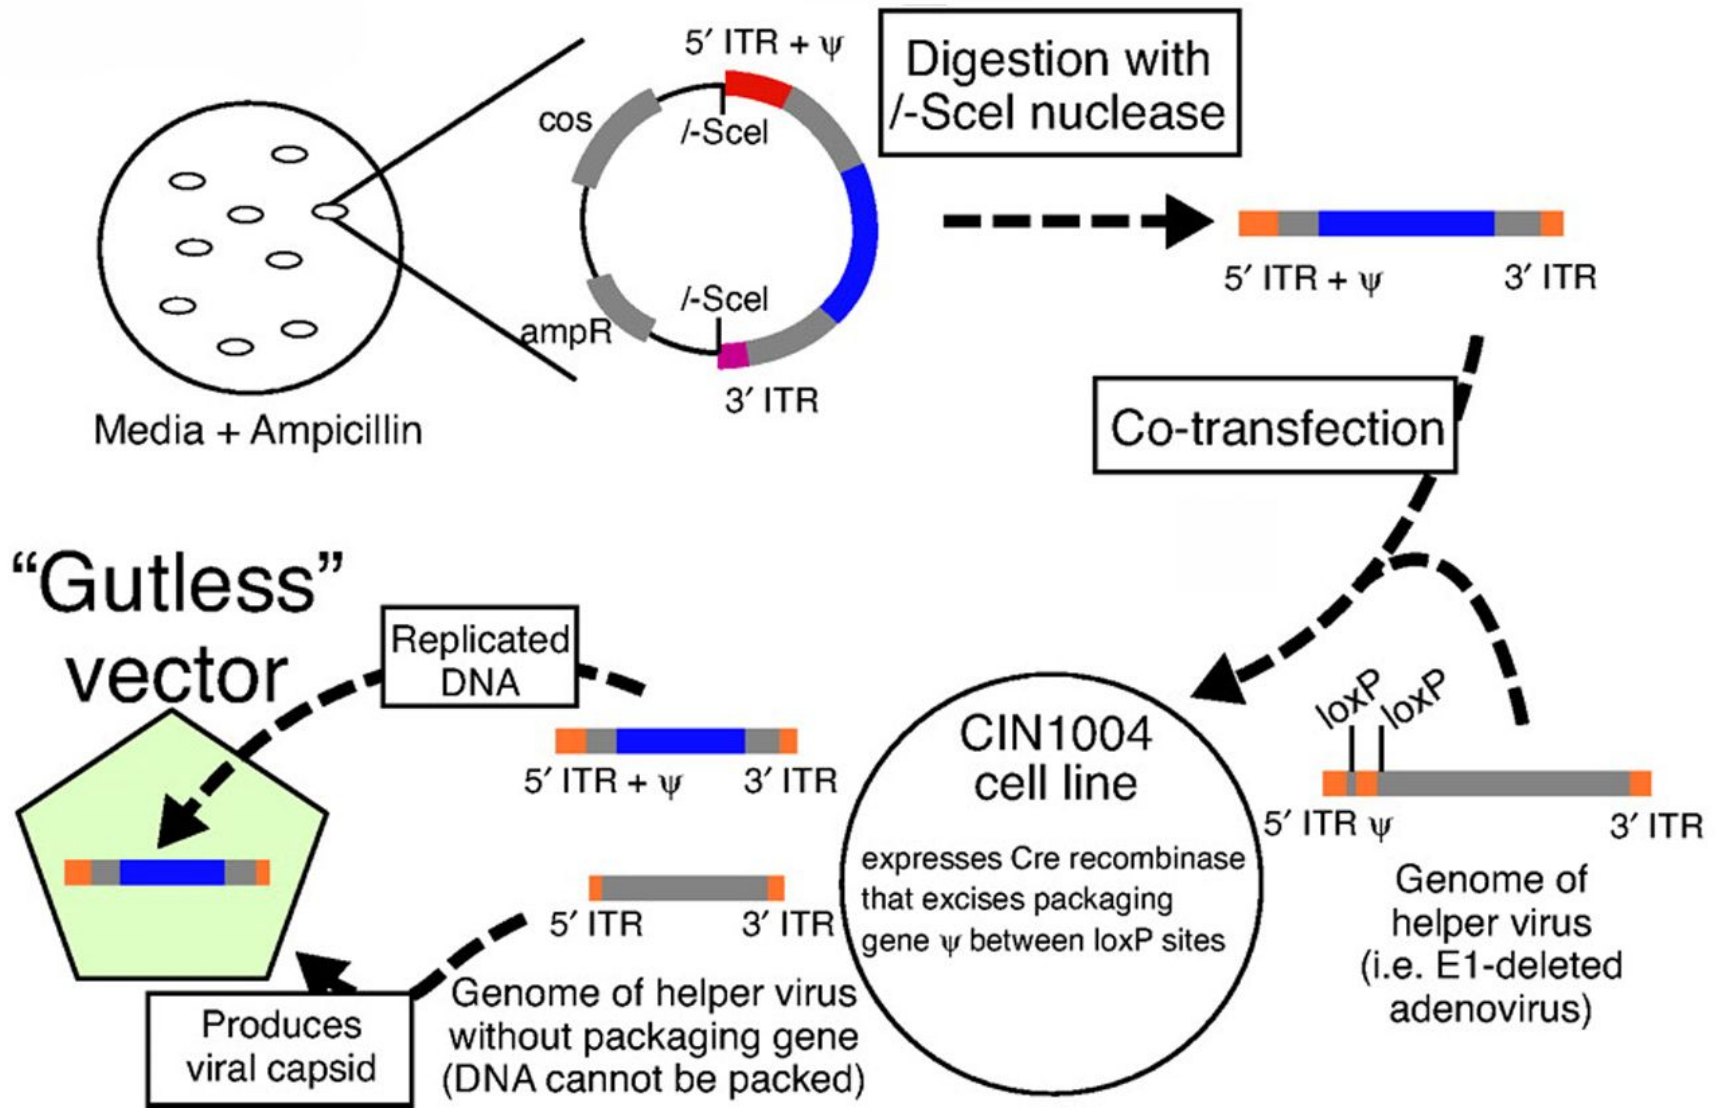 5′ ITR + ψ
Digestion with
/-SceI nuclease
cos
/-SceI
/-SceI
ampR
3′ ITR
Media + Ampicillin
5′ ITR + ψ
3′ ITR
Co-transfection
“Gutless”
vector
Replicated
DNA
5′ ITR + ψ
3′ ITR
CIN1004
cell line
expresses Cre recombinase
that excises packaging
gene ψ between loxP sites
loxP
loxP
5′ ITR ψ
3′ ITR
Genome of
helper virus
(i.e. E1-deleted
adenovirus)
5′ ITR
3′ ITR
Genome of helper virus
without packaging gene
(DNA cannot be packed)
Produces
viral capsid